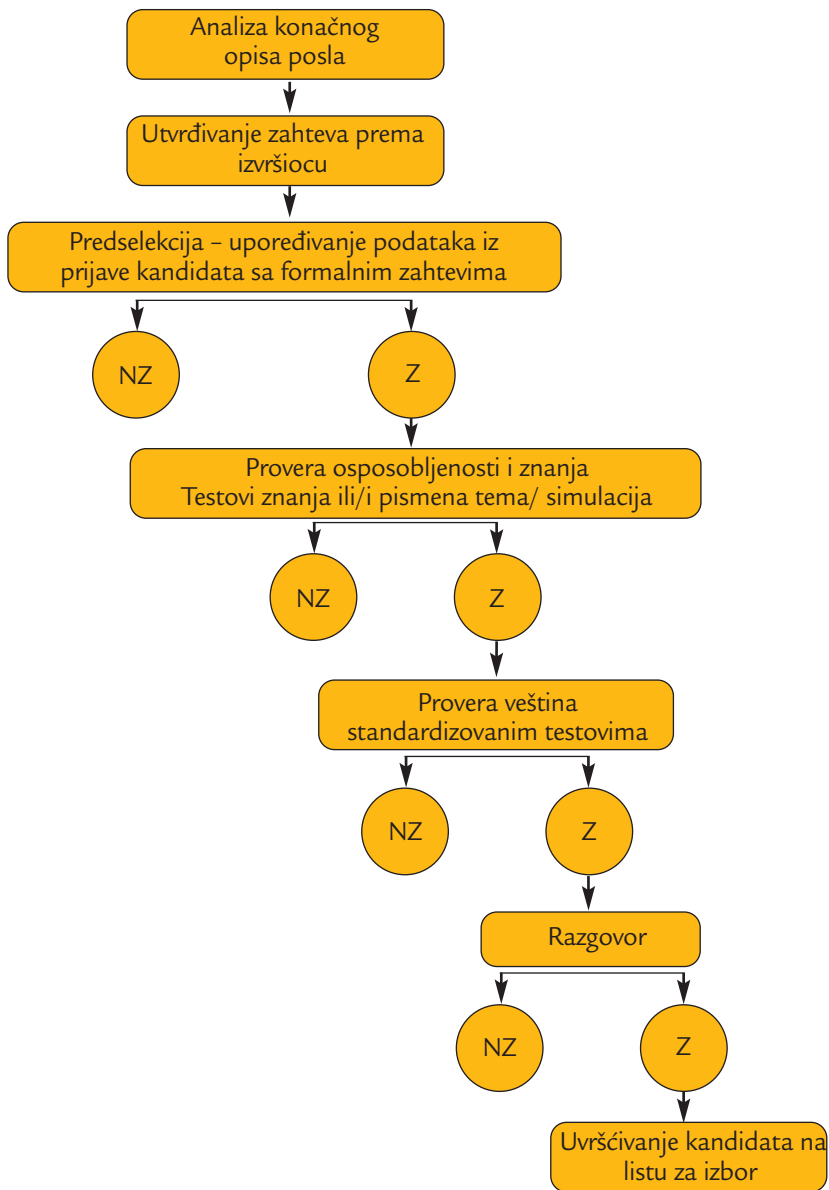 Analiza konačnog
opisa posla
Utvrđivanje zahteva prema
izvršiocu
Predselekcija – upoređivanje podataka iz
prijave kandidata sa formalnim zahtevima
NZ
Z
Provera osposobljenosti i znanja
Testovi znanja ili/i pismena tema/ simulacija
NZ
Z
Provera veština
standardizovanim testovima
NZ
Z
Razgovor
NZ
Z
Uvršćivanje kandidata na
listu za izbor